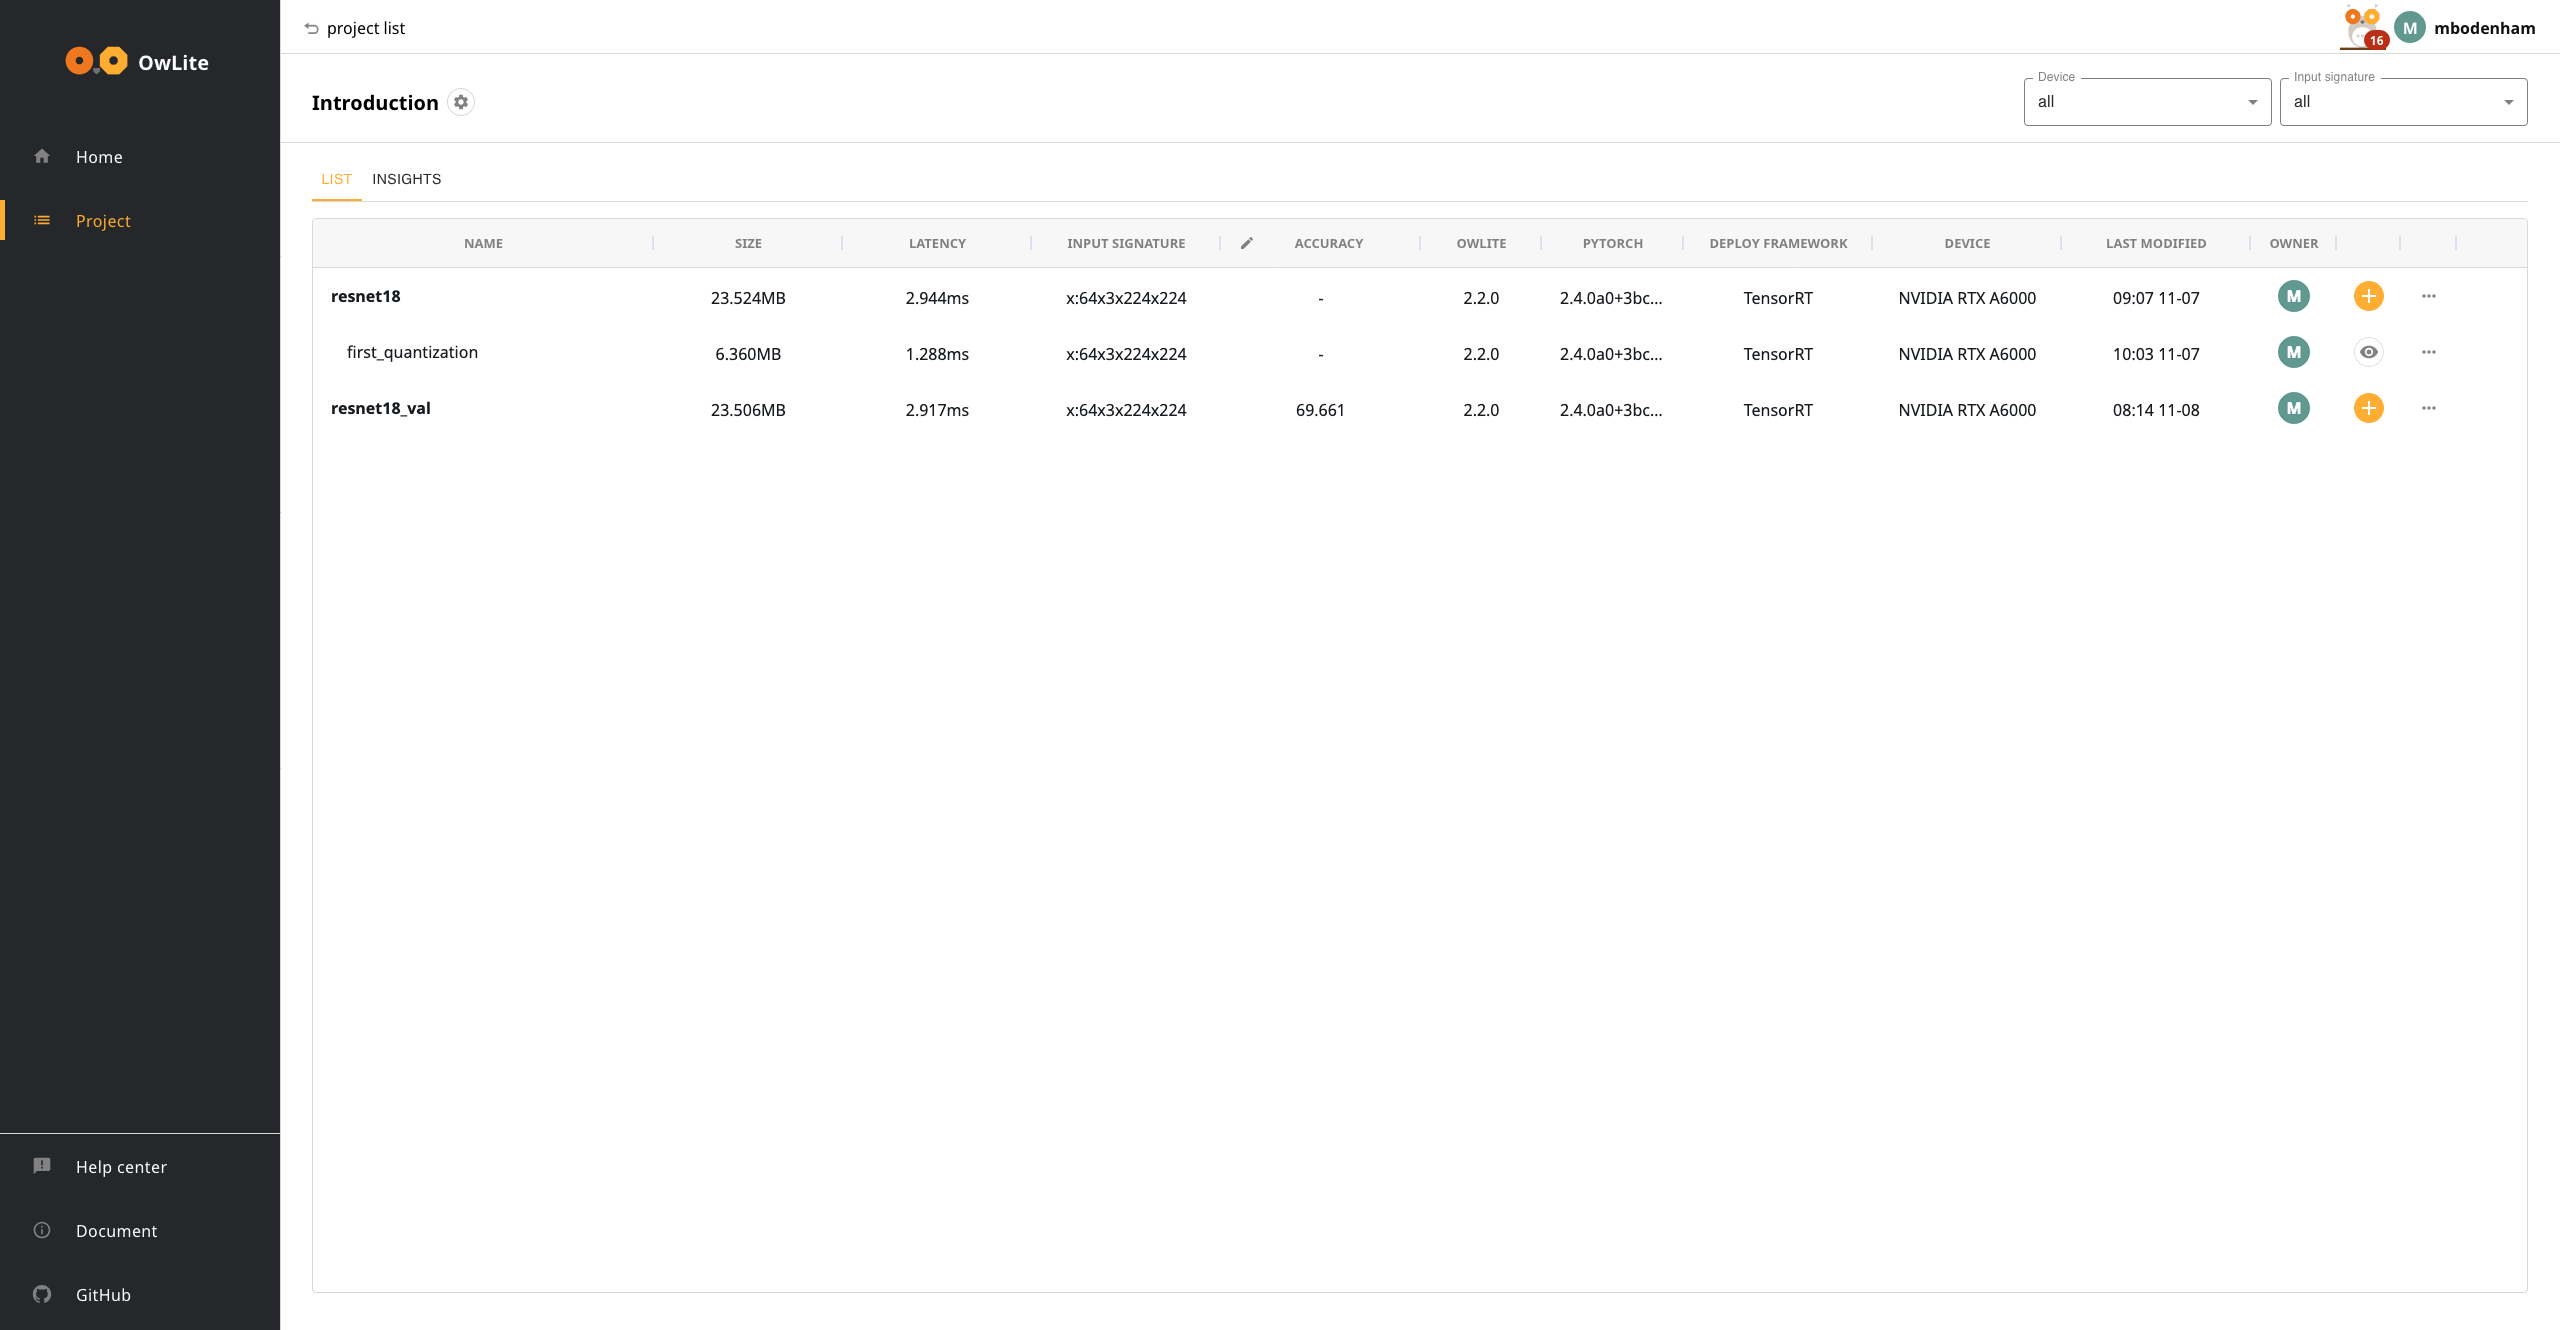 OwLite
Home
Project
Help center
Document
GitHub
project list
16 M mbodenham
Introduction
Device
all
Input signature
all
LIST INSIGHTS
NAME SIZE LATENCY INPUT SIGNATURE ACCURACY OWLITE PYTORCH DEPLOY FRAMEWORK DEVICE LAST MODIFIED OWNER
resnet18 23.524MB 2.944ms x:64x3x224x224 - 2.2.0 2.4.0a0+3bc... TensorRT NVIDIA RTX A6000 09:07 11-07 M
first_quantization 6.360MB 1.288ms x:64x3x224x224 - 2.2.0 2.4.0a0+3bc... TensorRT NVIDIA RTX A6000 10:03 11-07 M
resnet18_val 23.506MB 2.917ms x:64x3x224x224 69.661 2.2.0 2.4.0a0+3bc... TensorRT NVIDIA RTX A6000 08:14 11-08 M